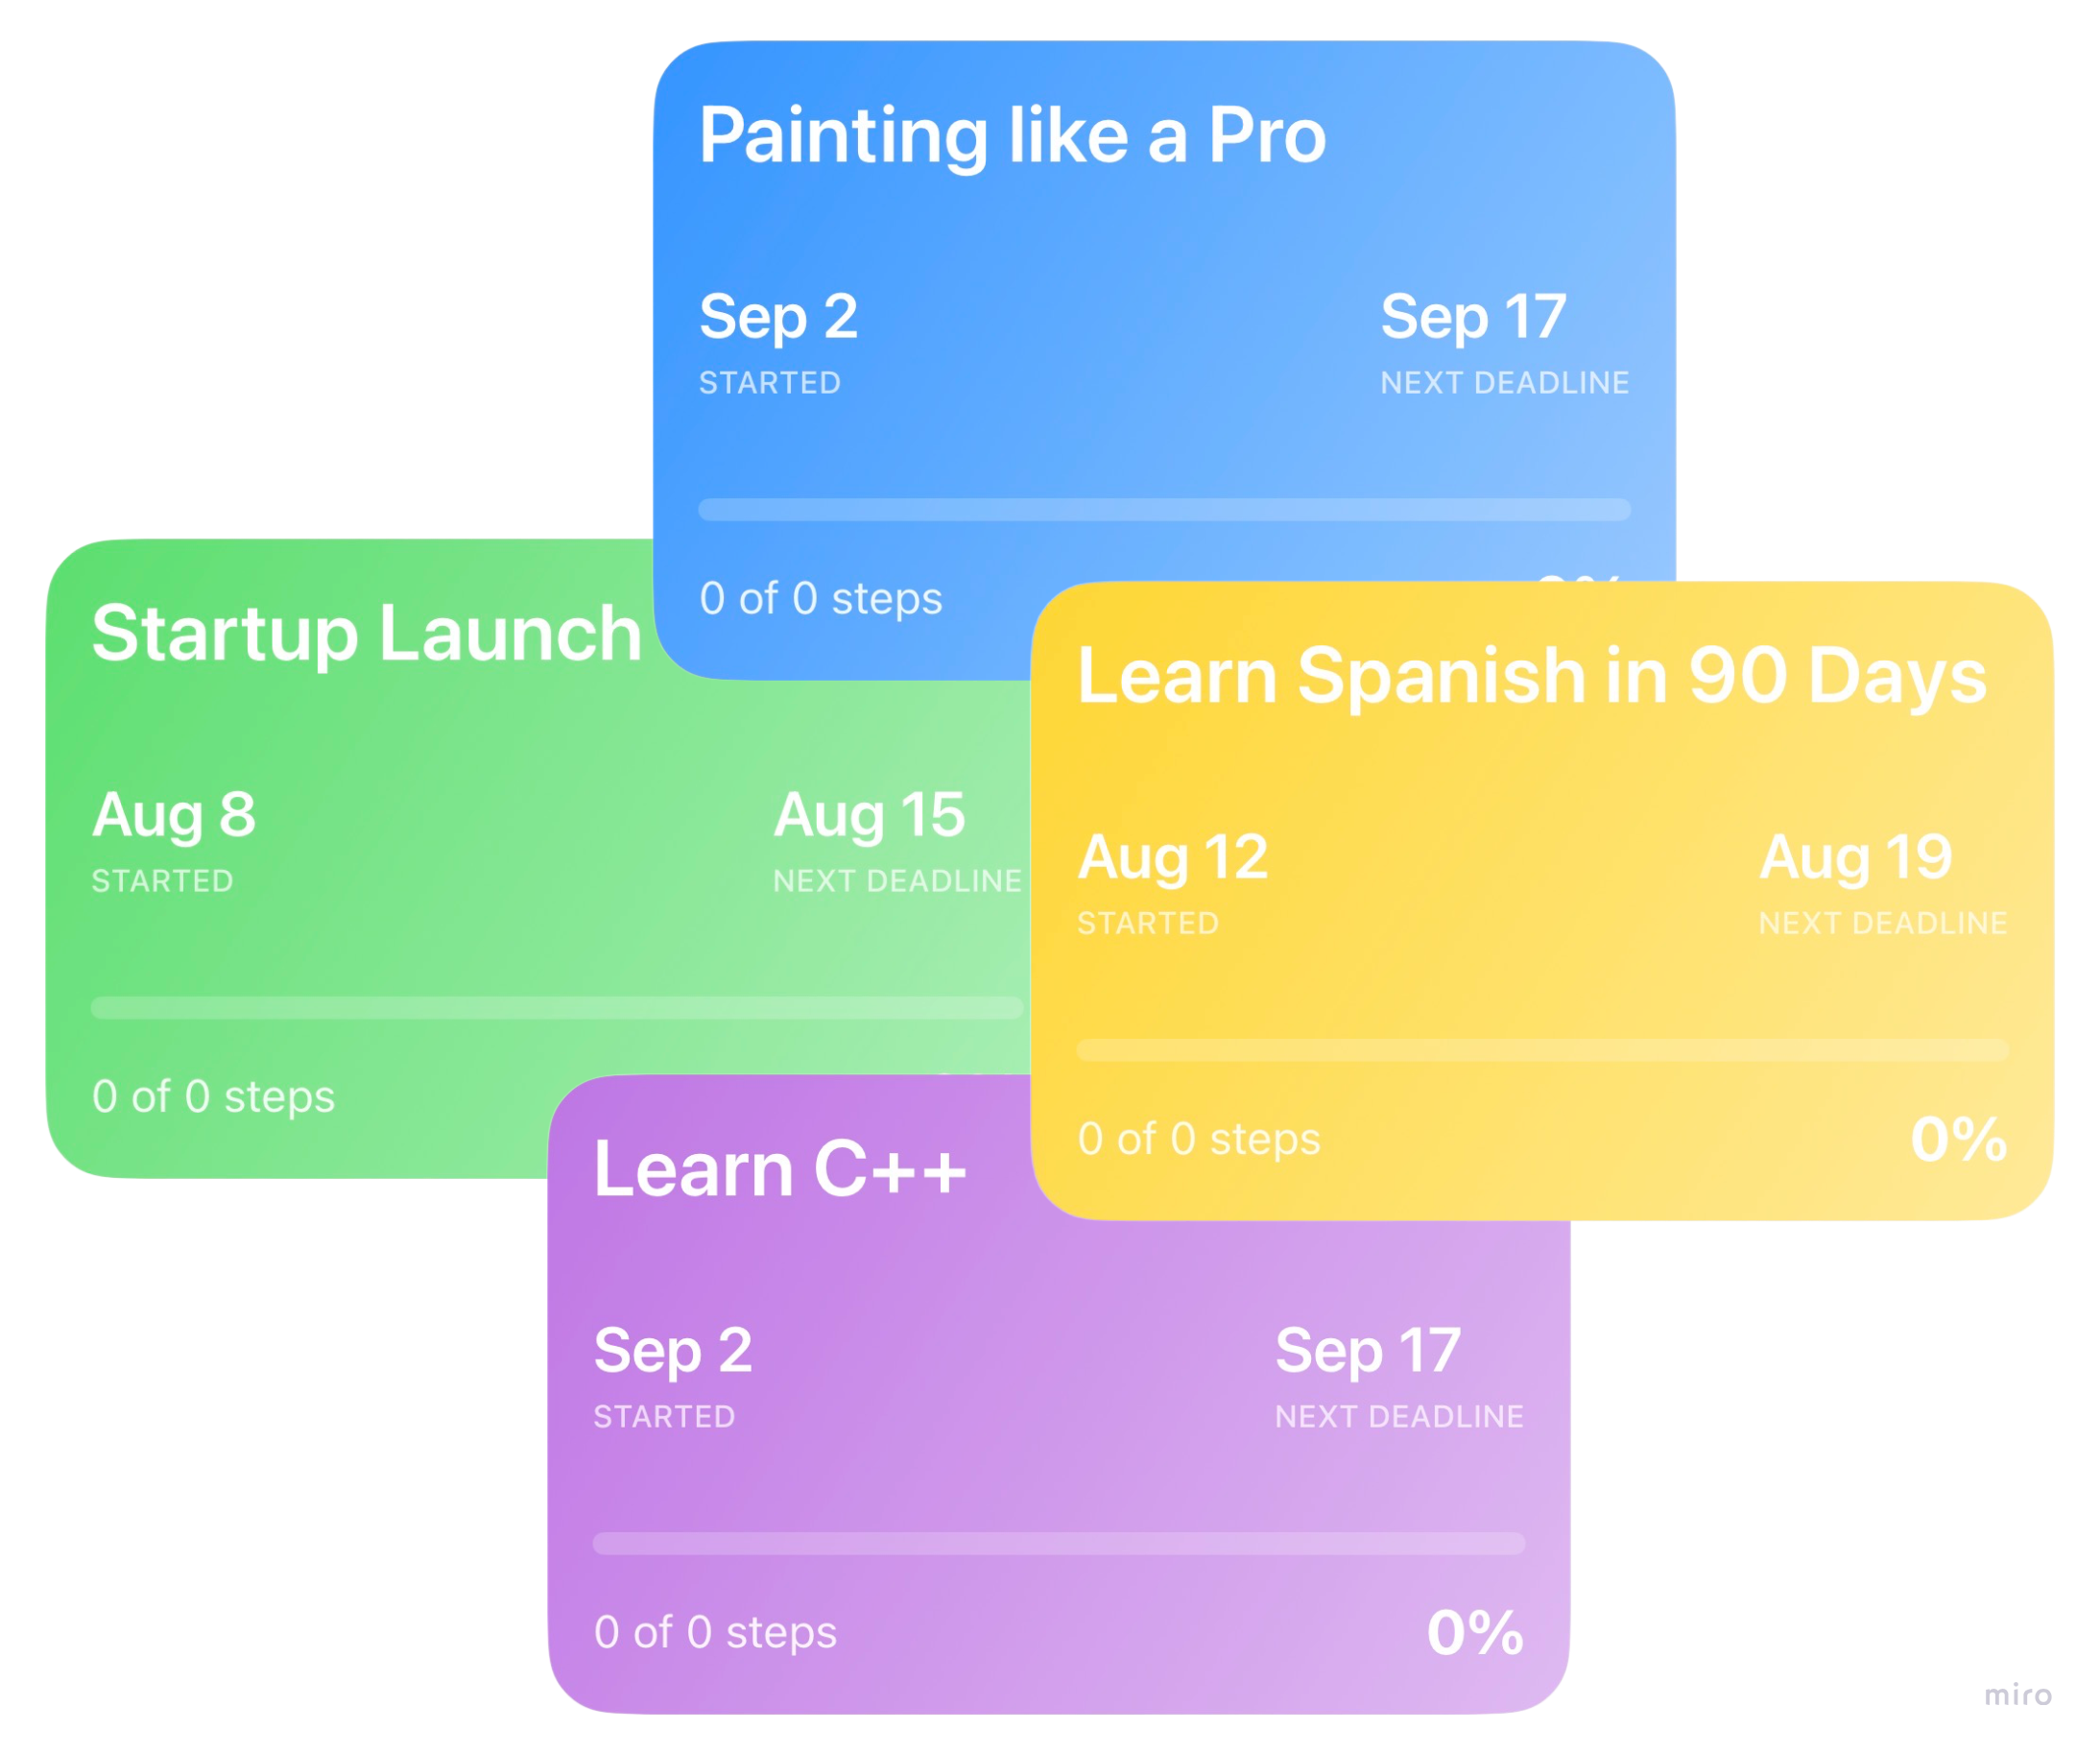 Painting like a Pro
Sep 2
Sep 17
STARTED
NEXT DEADLINE
0 of 0 steps
Startup Launch
Aug 8
Aug 15
STARTED
NEXT DEADLINE
0 of 0 steps
Learn Spanish in 90 Days
Aug 12
Aug 19
STARTED
NEXT DEADLINE
0 of 0 steps
0%
Learn C++
Sep 2
Sep 17
STARTED
NEXT DEADLINE
0 of 0 steps
0%
miro